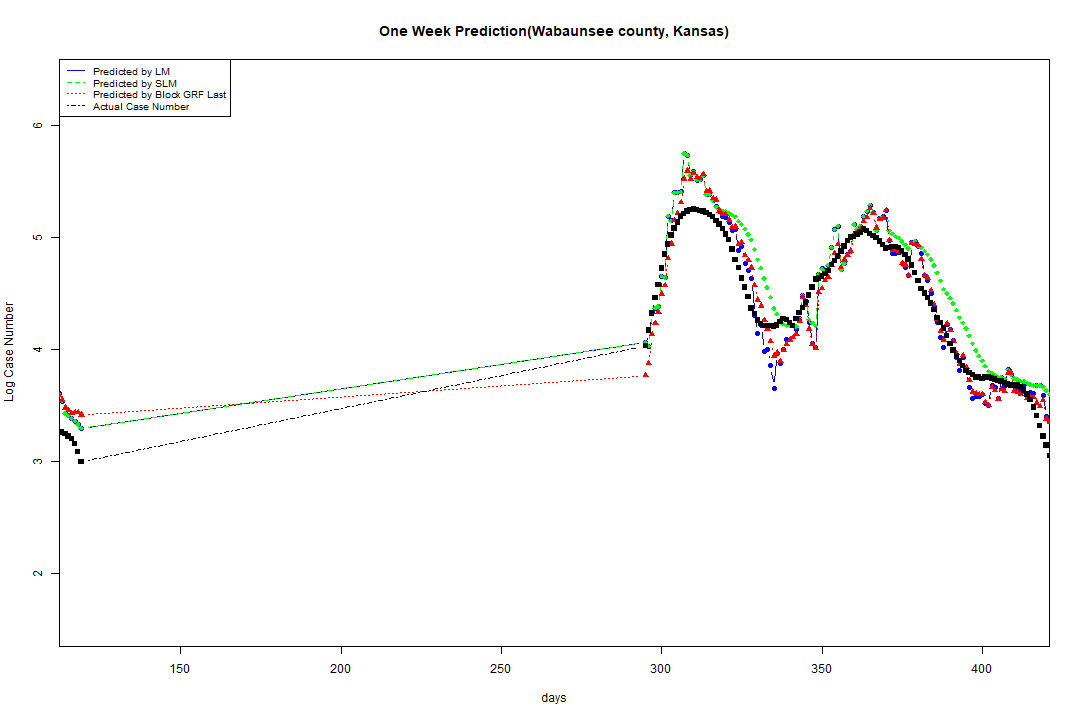 One Week Prediction(Wabaunsee county, Kansas)
Predicted by LM
Predicted by SLM
Predicted by Block GRF Last
Actual Case Number
6
5
4
3
2
Log Case Number
150 200 250 300 350 400
days